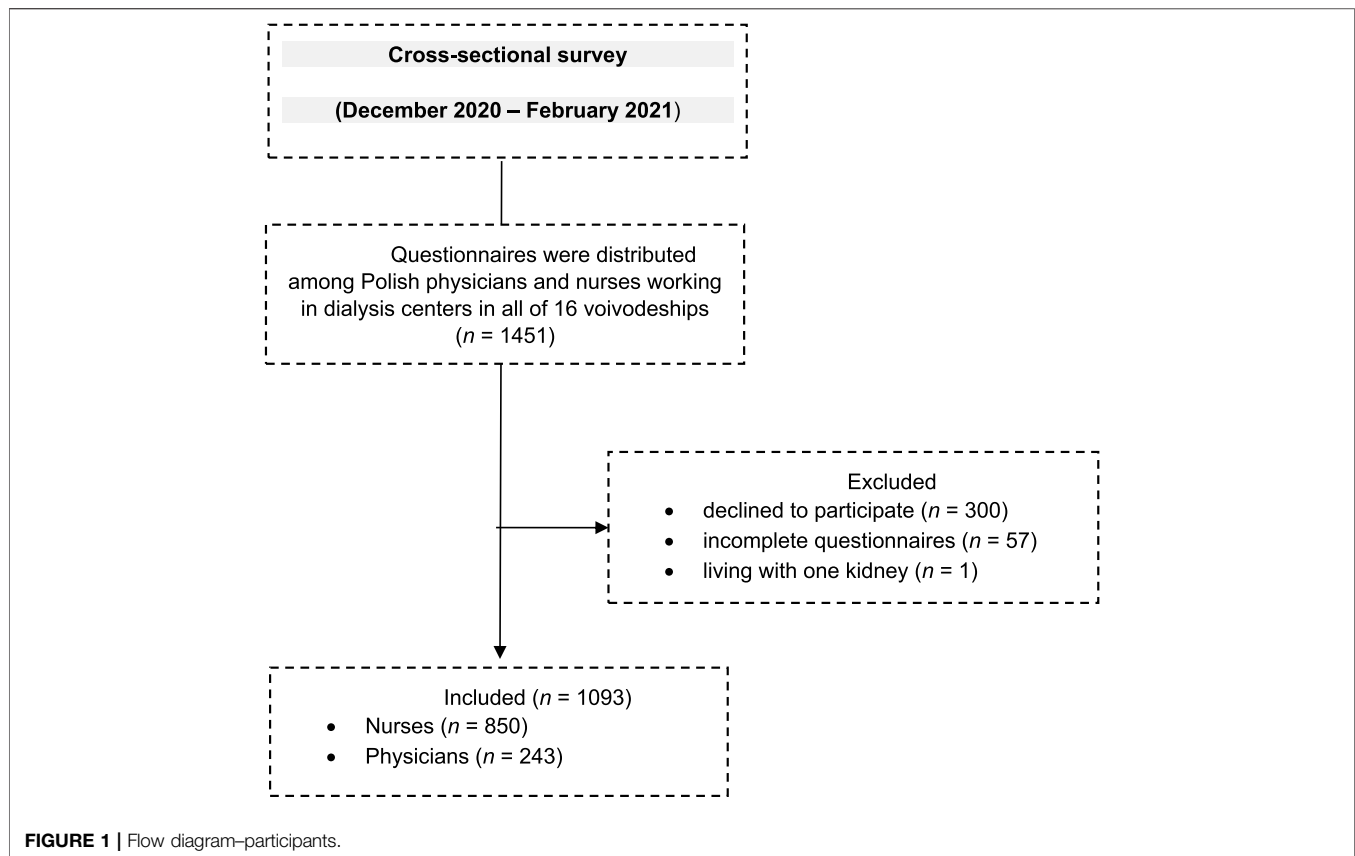 Cross-sectional survey
(December 2020 – February 2021)
Questionnaires were distributed
among Polish physicians and nurses working
in dialysis centers in all of 16 voivodeships
(n = 1451)
Excluded
• declined to participate (n = 300)
• incomplete questionnaires (n = 57)
• living with one kidney (n = 1)
Included (n = 1093)
• Nurses (n = 850)
• Physicians (n = 243)
FIGURE 1 | Flow diagram–participants.